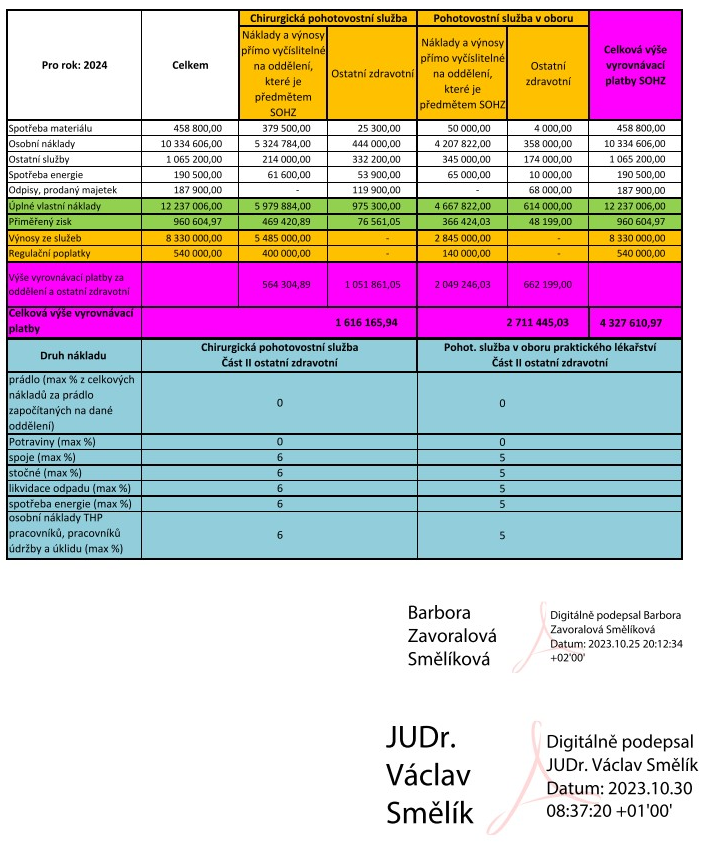 Pro rok: 2024 Celkem Chirurgická pohotovostní služba Pohotovostní služba v oboru Celková výše
vyrovnávací
platby SOHZ
Náklady a výnosy
přímo vyčíslitelné
na oddělení,
které je
předmětem
SOHZ
Ostatní zdravotní
Náklady a výnosy
přímo vyčíslitelné
na oddělení,
které je
předmětem SOHZ
Ostatní
zdravotní
Spotřeba materiálu 458 800,00 379 500,00 25 300,00 50 000,00 4 000,00 458 800,00
Osobní náklady 10 334 606,00 5 324 784,00 444 000,00 4 207 822,00 358 000,00 10 334 606,00
Ostatní služby 1 065 200,00 214 000,00 332 200,00 345 000,00 174 000,00 1 065 200,00
Spotřeba energie 190 500,00 61 600,00 53 900,00 65 000,00 10 000,00 190 500,00
Odpisy, prodaný majetek 187 900,00 - 119 900,00 - 68 000,00 187 900,00
Úplné vlastní náklady 12 237 006,00 5 979 884,00 975 300,00 4 667 822,00 614 000,00 12 237 006,00
Přiměřený zisk 960 604,97 469 420,89 76 561,05 366 424,03 48 199,00 960 604,97
Výnosy ze služeb 8 330 000,00 5 485 000,00 - 2 845 000,00 - 8 330 000,00
Regulační poplatky 540 000,00 400 000,00 - 140 000,00 - 540 000,00
Výše vyrovnávací platby za
oddělení a ostatní zdravotní 564 304,89 1 051 861,05 2 049 246,03 662 199,00
Celková výše vyrovnávací
platby 1 616 165,94 2 711 445,03 4 327 610,97
Druh nákladu
Chirurgická pohotovostní služba
Část II ostatní zdravotní
Pohot. služba v oboru praktického lékařství
Část II ostatní zdravotní
prádlo (max % z celkových
nákladů za prádlo
započítaných na dané
oddělení) 0 0
Potraviny (max %) 0 0
spoje (max %) 6 5
stočné (max %) 6 5
likvidace odpadu (max %) 6 5
spotřeba energie (max %) 6 5
osobní náklady THP
pracovníků, pracovníků
údržby a úklidu (max %) 6 5
Barbora
Zavoralová
Smělíková
Digitálně podepsal Barbora
Zavoralová Smělíková
Datum: 2023.10.25 20:12:34
+02'00'
JUDr.
Václav
Smělík
Digitálně podepsal
JUDr. Václav Smělík
Datum: 2023.10.30
08:37:20 +01'00'